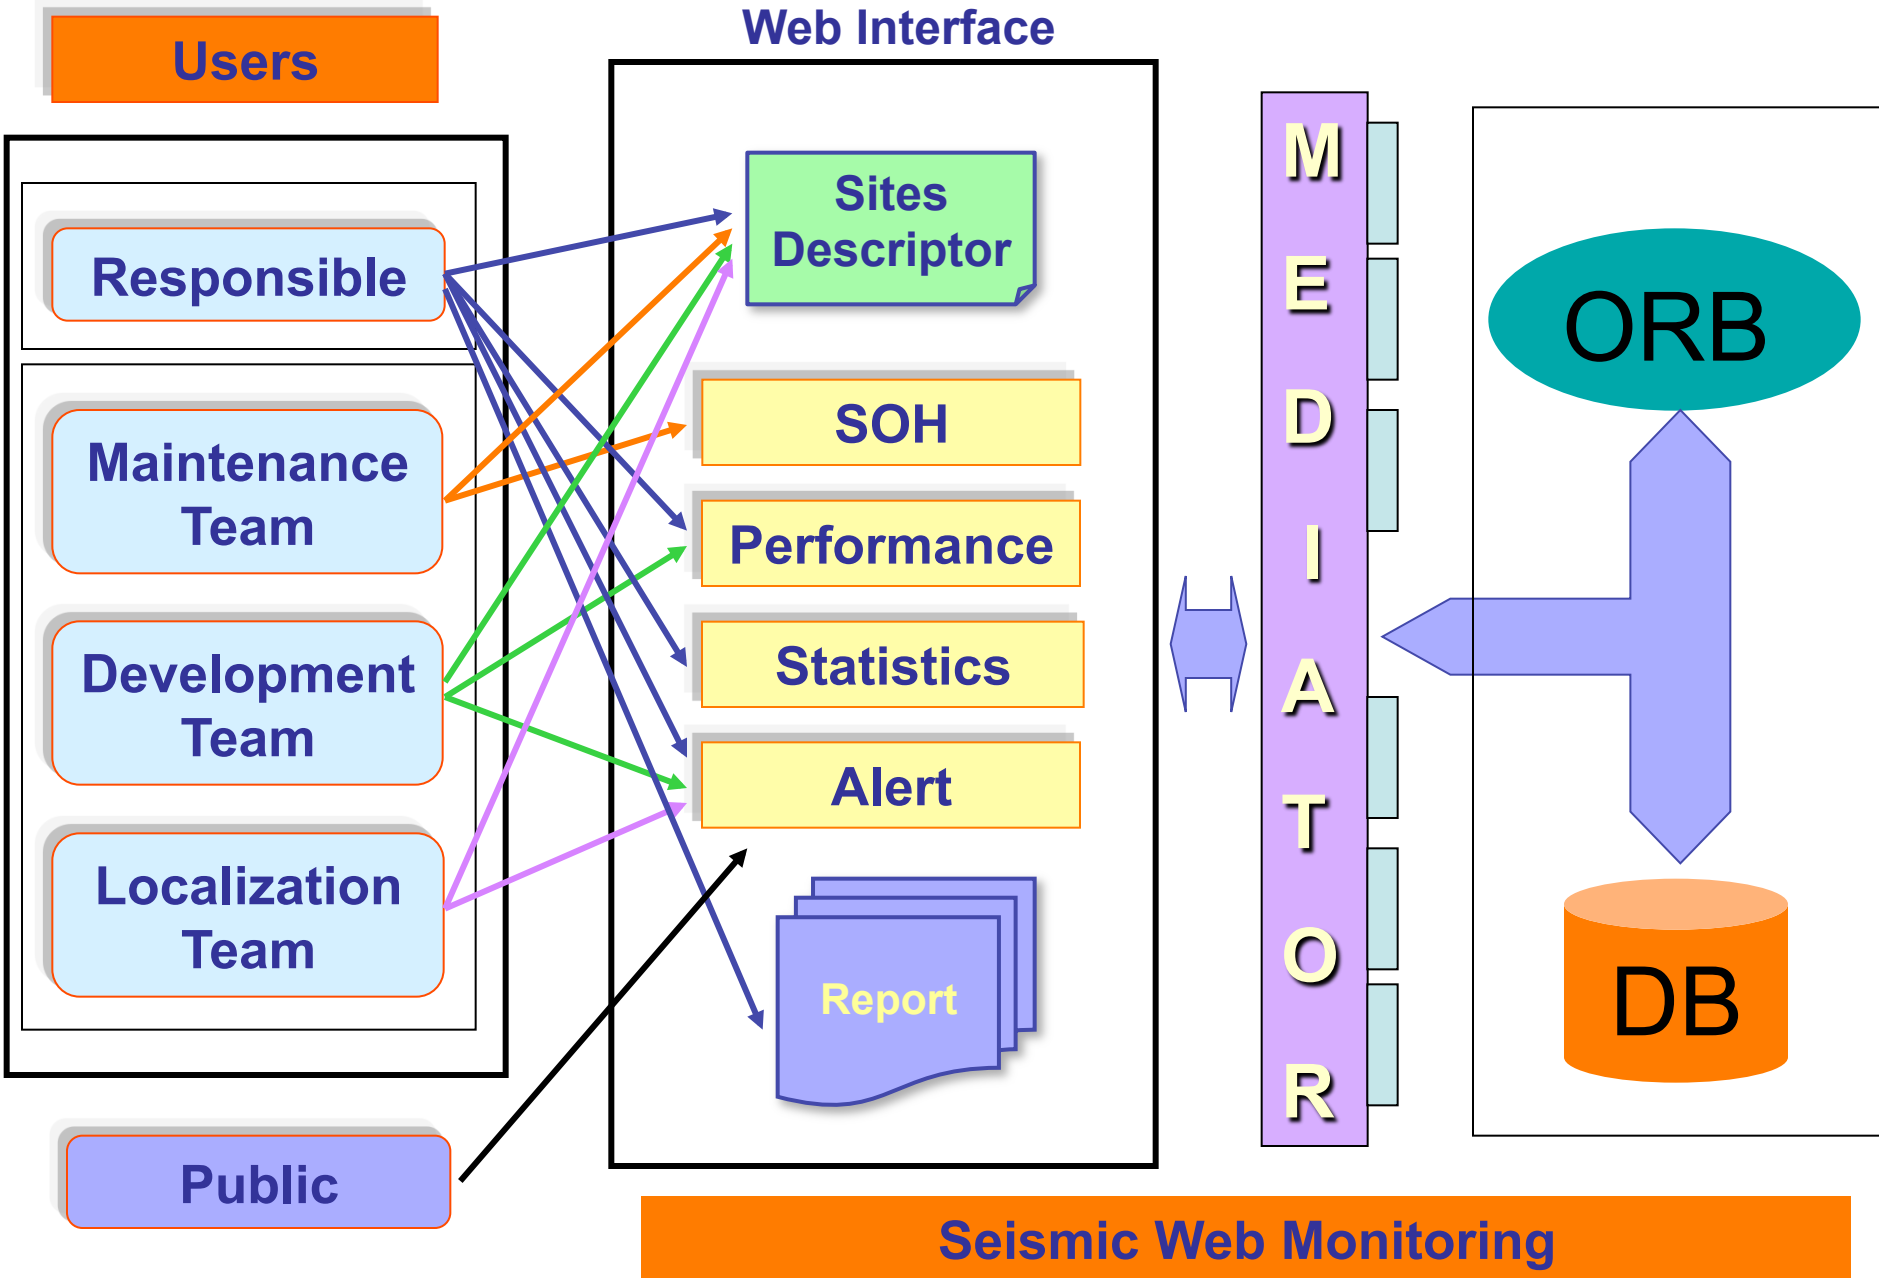 Users
Responsible
Maintenance
Team
Development
Team
Localization
Team
Public
Web Interface
Sites
Descriptor
SOH
Performance
Statistics
Alert
Report
M
E
D
I
A
T
O
R
ORB
DB
Seismic Web Monitoring